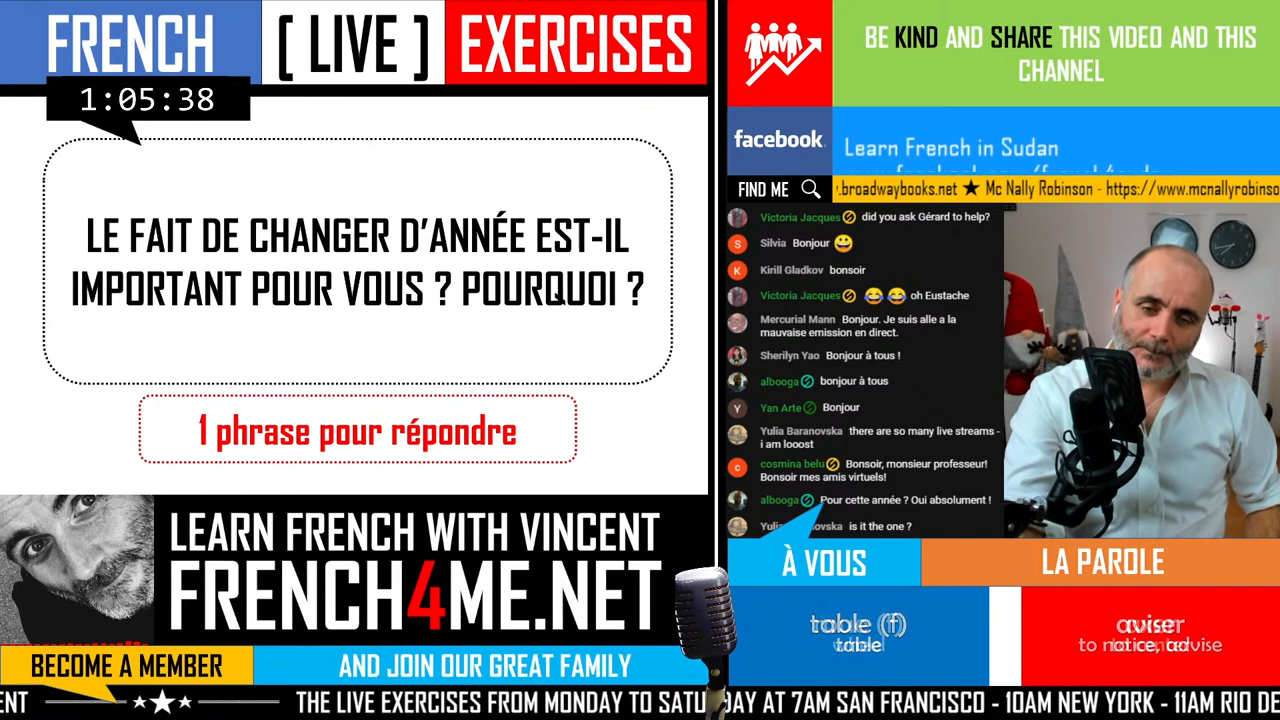 FRENCH
[ LIVE ]
EXERCISES
1:05:38
LE FAIT DE CHANGER D'ANNÉE EST-IL
IMPORTANT POUR VOUS ? POURQUOI ?
1 phrase pour répondre
LEARN FRENCH WITH VINCENT
FRENCH4ME.NET
BECOME A MEMBER
AND JOIN OUR GREAT FAMILY
ENT
THE LIVE EXERCISES FROM MONDAY TO SATURDAY AT 7AM SAN FRANCISCO - 10AM NEW YORK - 11AM RIO DE
BE KIND AND SHARE THIS VIDEO AND THIS
CHANNEL
facebook.
Learn French in Sudan
FIND ME
.broadwaybooks.net ★ Mc Nally Robinson - https://www.mcnallyrobinso
Victoria Jacques did you ask Gérard to help?
Silvia Bonjour 😀
Kirill Gladkov bonsoir
Victoria Jacques 😂😂 oh Eustache
Mercurial Mann Bonjour. Je suis alle a la
mauvaise emission en direct.
Sherilyn Yao Bonjour à tous !
albooga bonjour à tous
Yan Arte Bonjour
Yulia Baranovska there are so many live streams -
i am looost
cosmina belu Bonsoir, monsieur professeur!
Bonsoir mes amis virtuels!
albooga Pour cette année ? Oui absolument !
Yulia Baranovska is it the one ?
S
K
Y
c
À VOUS
LA PAROLE
table (f)
table
aviser
to notice, advise